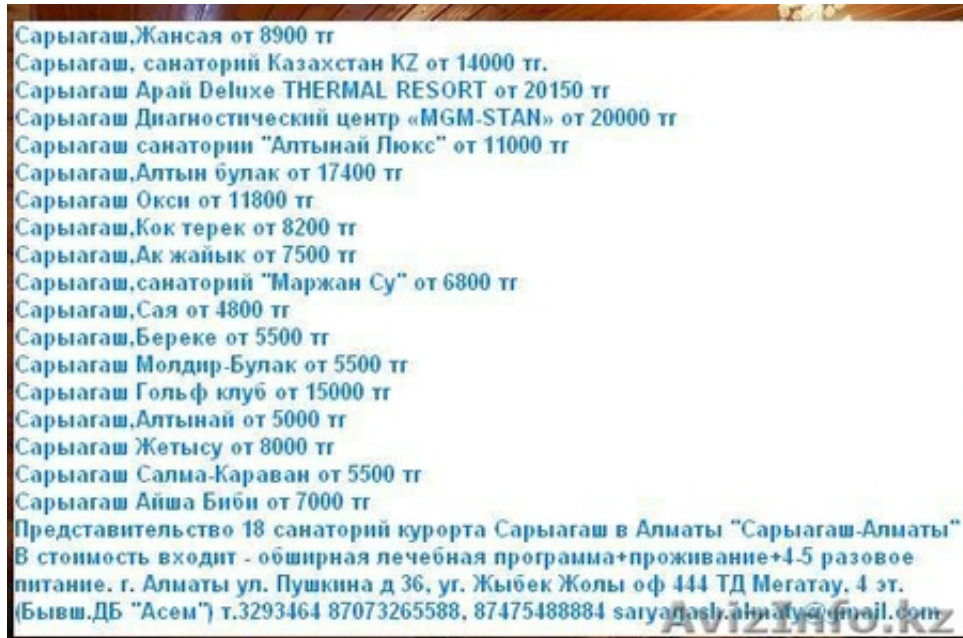 Сарыагаш,Жансая от 8900 тг
Сарыагаш, санаторий Казахстан KZ от 14000 тг.
Сарыагаш Арай Deluxe THERMAL RESORT от 20150 тг
Сарыагаш Диагностический центр «MGM-STAN» от 20000 тг
Сарыагаш санатории "Алтынай Люкс" от 11000 тг
Сарыагаш,Алтын булак от 17400 тг
Сарыагаш Окси от 11800 тг
Сарыагаш,Кок терек от 8200 тг
Сарыагаш,Ак жайык от 7500 тг
Сарыагаш,санаторий "Маржан Су" от 6800 тг
Сарыагаш,Сая от 4800 тг
Сарыагаш,Береке от 5500 тг
Сарыагаш Молдир-Булак от 5500 тг
Сарыагаш Гольф клуб от 15000 тг
Сарыагаш,Алтынай от 5000 тг
Сарыагаш Жетысу от 8000 тг
Сарыагаш Салма-Караван от 5500 тг
Сарыагаш Айша Биби от 7000 тг
Представительство 18 санаторий курорта Сарыагаш в Алматы "Сарыагаш-Алматы"
В стоимость входит - обширная лечебная программа+проживание+4-5 разовое
питание. г. Алматы ул. Пушкина д 36, уг. Жыбек Жолы оф 444 ТД Мегатау, 4 эт.
(Бывш.ДБ "Асем") т.3293464 87073265588, 87475488884 saryagash.almaty@gmail.com
AvizInfo.kz